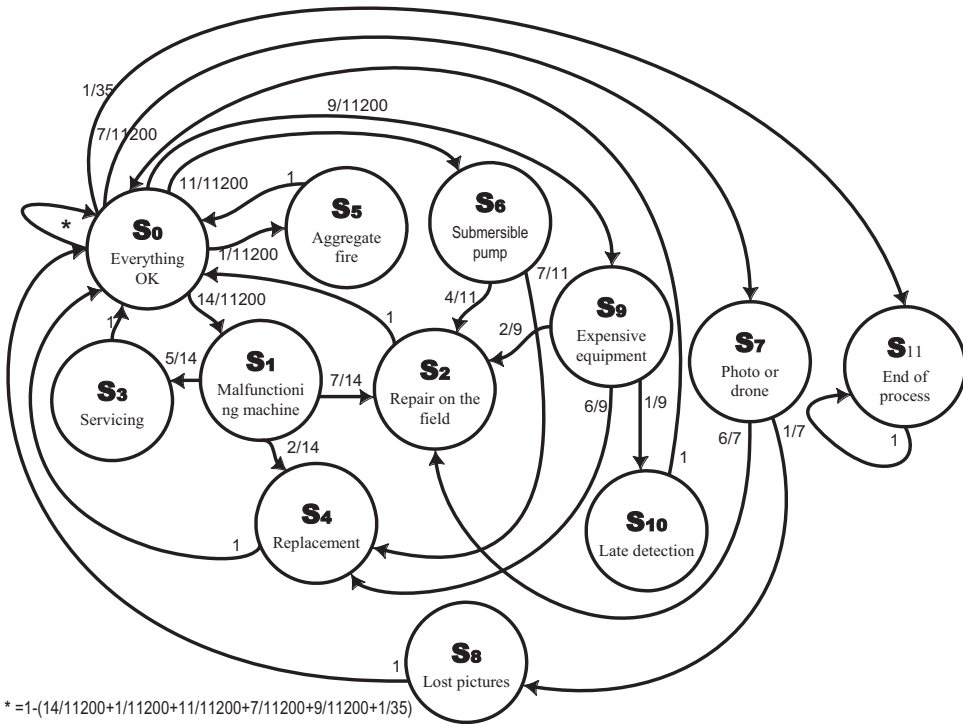 1/35
9/11200
7/11200
11/11200
1
*
S0
Everything
OK
S5
Aggregate
fire
S6
Submersible
pump
1/11200
14/11200
4/11
7/11
1
2/9
S9
Expensive
equipment
S7
Photo or
drone
S11
End of
process
1
5/14
S1
Malfunctioni
ng machine
7/14
S2
Repair on the
field
S3
Servicing
2/14
6/9
1/9
6/7
1/7
1
1
S4
Replacement
1
S10
Late detection
1
S8
Lost pictures
* =1-(14/11200+1/11200+11/11200+7/11200+9/11200+1/35)